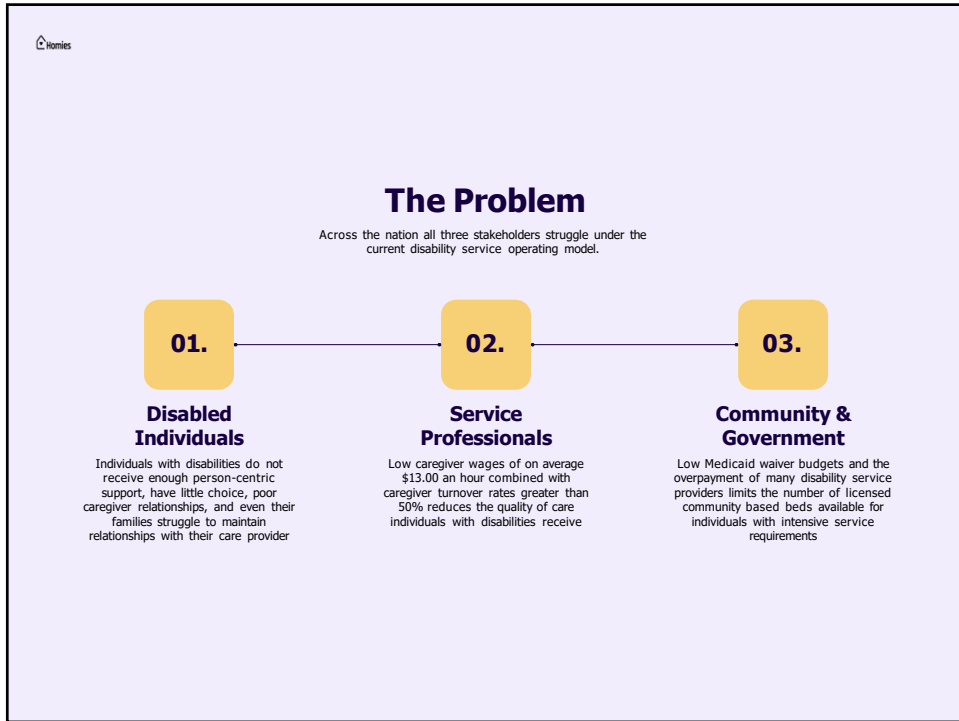 Homies
The Problem
Across the nation all three stakeholders struggle under the
current disability service operating model.
01.
02.
03.
Disabled
Individuals
Individuals with disabilities do not
receive enough person-centric
support, have little choice, poor
caregiver relationships, and even their
families struggle to maintain
relationships with their care provider
Service
Professionals
Low caregiver wages of on average
$13.00 an hour combined with
caregiver turnover rates greater than
50% reduces the quality of care
individuals with disabilities receive
Community &
Government
Low Medicaid waiver budgets and the
overpayment of many disability service
providers limits the number of licensed
community based beds available for
individuals with intensive service
requirements